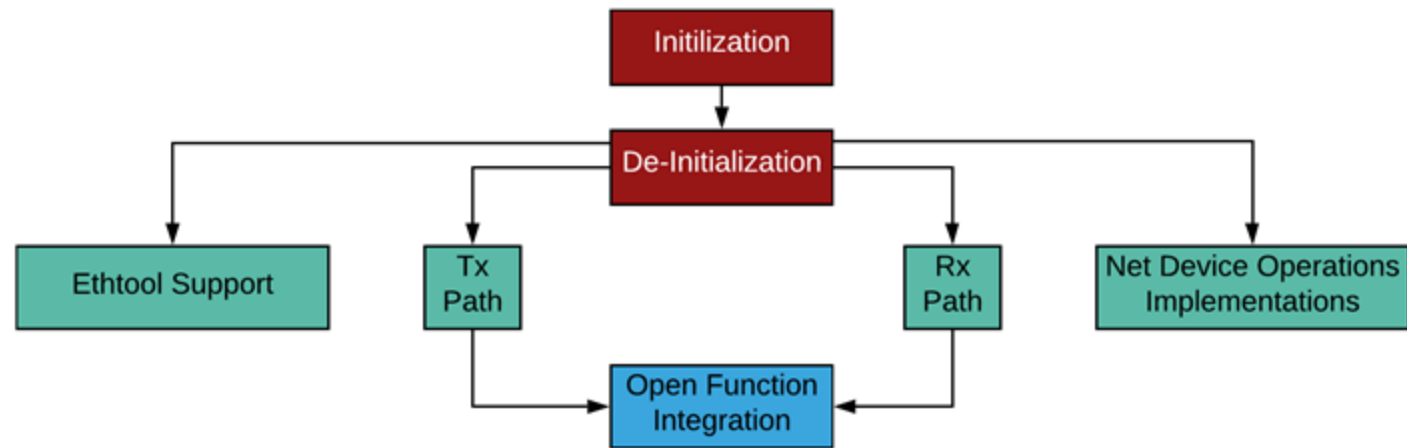 Initilization
De-Initialization
Ethtool Support
Tx
Path
Rx
Path
Net Device Operations
Implementations
Open Function
Integration